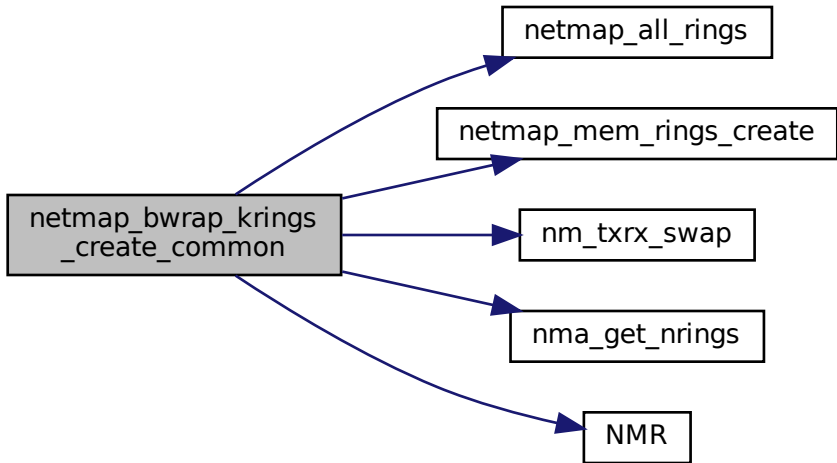 netmap_all_rings
netmap_mem_rings_create
netmap_bwrap_krings
_create_common
nm_txrx_swap
nma_get_nrings
NMR